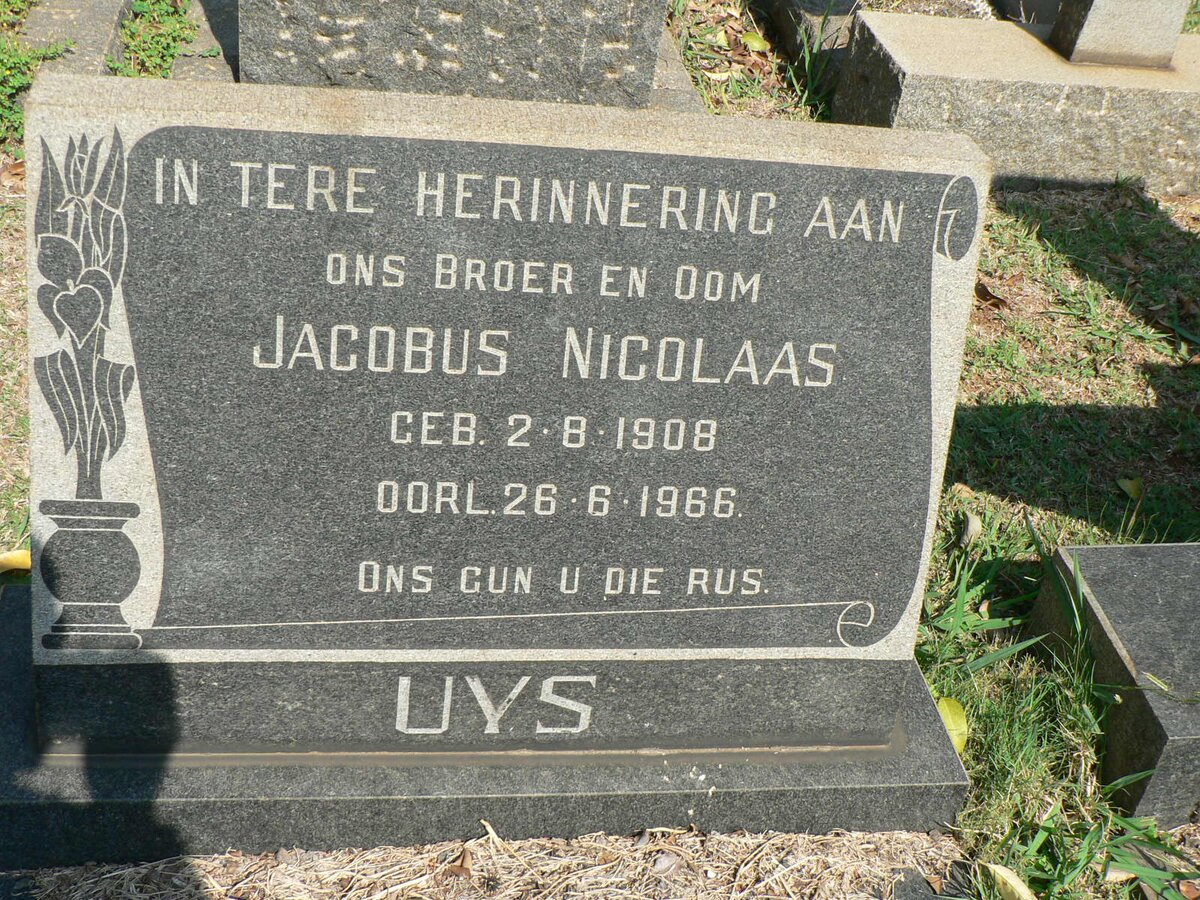 IN TERE HERINNERING AAN
ONS BROER EN OOM
JACOBUS NICOLAAS
GEB. 2·8·1908
OORL. 26·6·1966.
ONS GUN U DIE RUS.
UYS